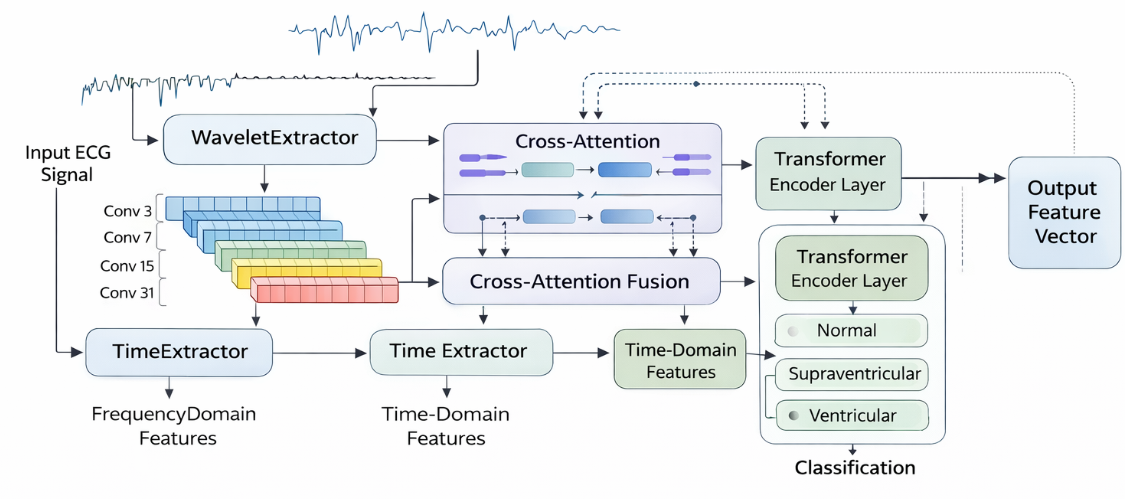 WaveletExtractor
Input ECG
Signal
Cross-Attention
Transformer
Encoder Layer
Output
Feature
Vector
Conv 3
Conv 7
Conv 15
Conv 31
Cross-Attention Fusion
Transformer
Encoder Layer
Normal
TimeExtractor
Time Extractor
Time-Domain
Features
Supraventricular
Ventricular
FrequencyDomain
Features
Time-Domain
Features
Classification